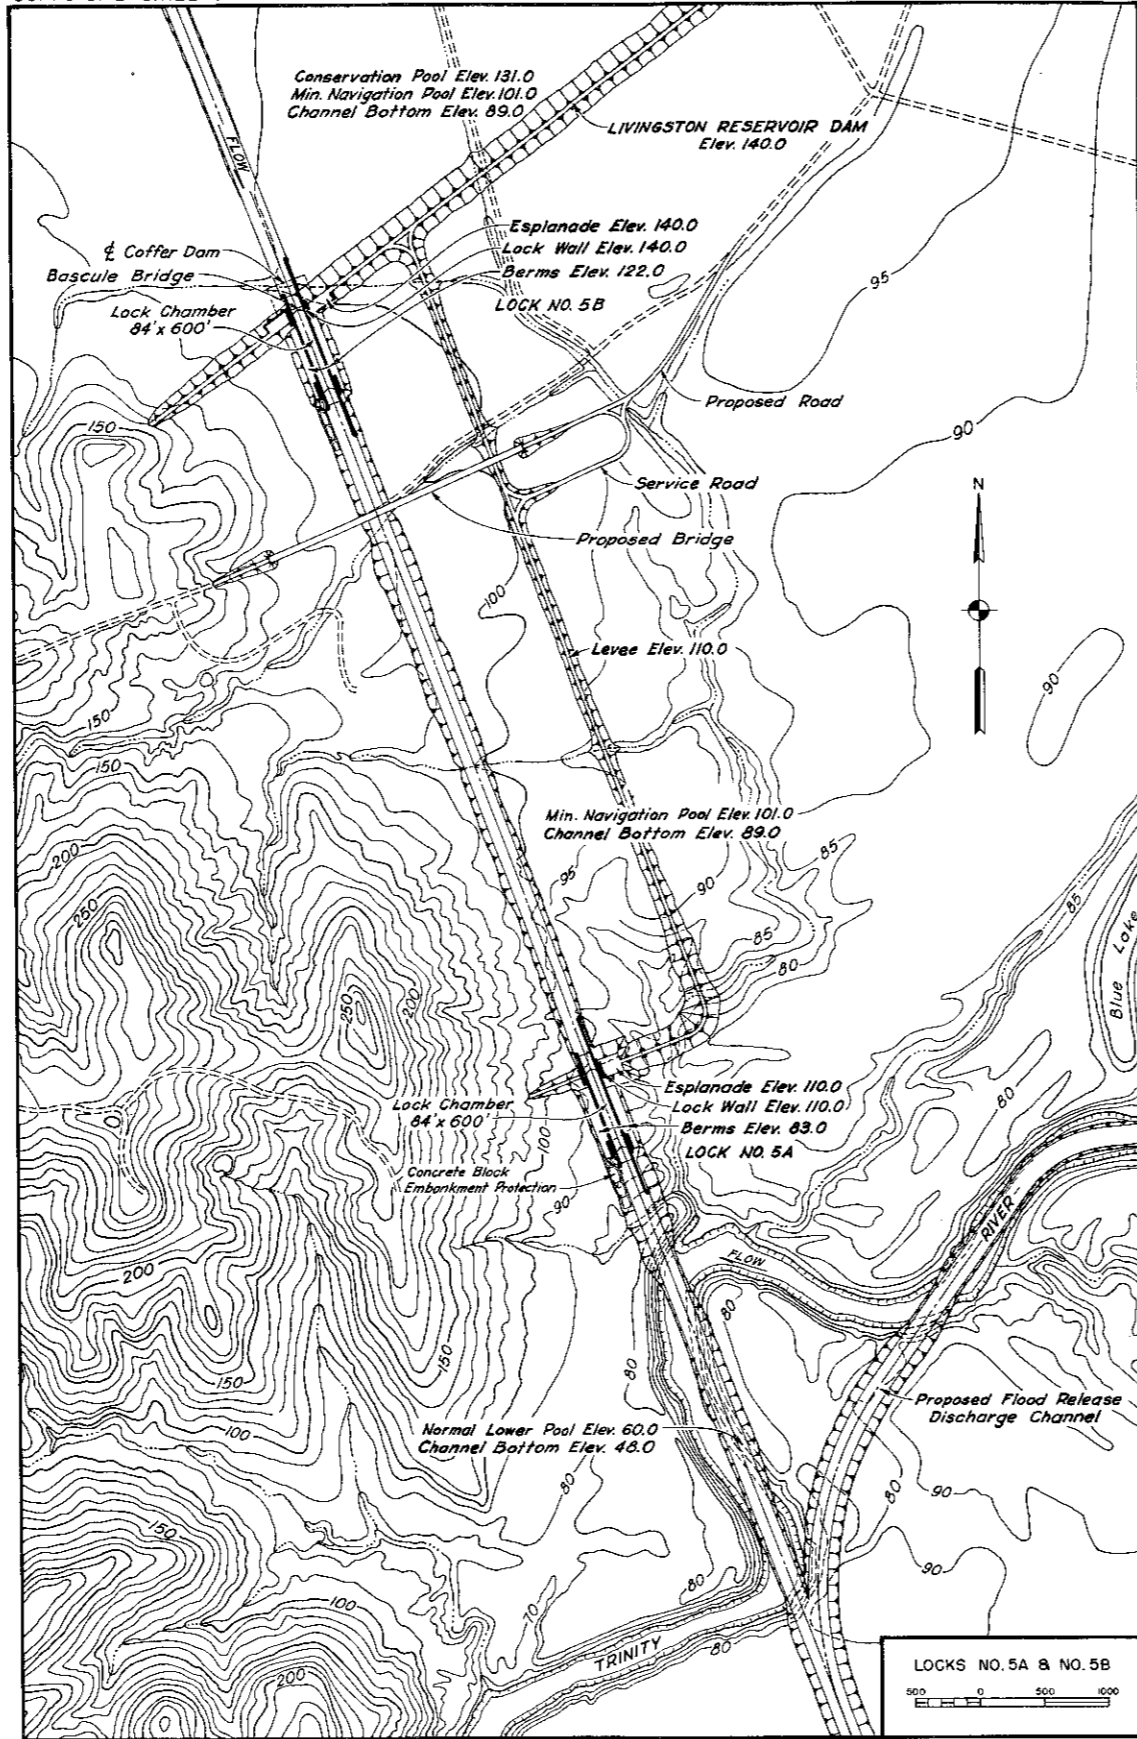 Conservation Pool Elev. 131.0
Min. Navigation Pool Elev. 101.0
Channel Bottom Elev. 89.0
LIVINGSTON RESERVOIR DAM
Elev. 140.0
FLOW
Esplanade Elev. 140.0
Lock Wall Elev. 140.0
Berms Elev. 122.0
LOCK NO. 5B
₵ Coffer Dam
Bascule Bridge
Lock Chamber
84' x 600'
95
Proposed Road
90
150
Service Road
N
Proposed Bridge
100
Levee Elev. 110.0
90
150
150
Min. Navigation Pool Elev. 101.0
Channel Bottom Elev. 89.0
200
95
90
85
85
250
85
80
Blue Lake
250
200
Esplanade Elev. 110.0
Lock Wall Elev. 110.0
Berms Elev. 83.0
LOCK NO. 5A
Lock Chamber
84' x 600'
100
80
Concrete Block
Embankment Protection
90
RIVER
FLOW
200
80
150
80
150
Proposed Flood Release
Discharge Channel
100
Normal Lower Pool Elev. 60.0
Channel Bottom Elev. 48.0
80
80
90
150
90
80
100
70
TRINITY
80
200
LOCKS NO. 5A & NO. 5B
500 0 500 1000